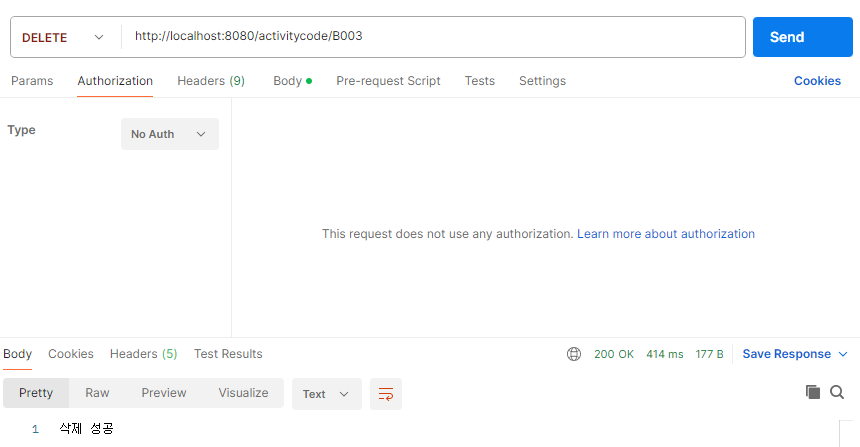 DELETE http://localhost:8080/activitycode/B003 Send
Params Authorization Headers (9) Body Pre-request Script Tests Settings Cookies
Type No Auth
This request does not use any authorization. Learn more about authorization
Body Cookies Headers (5) Test Results 200 OK 414 ms 177 B Save Response
Pretty Raw Preview Visualize Text
1 삭제 성공